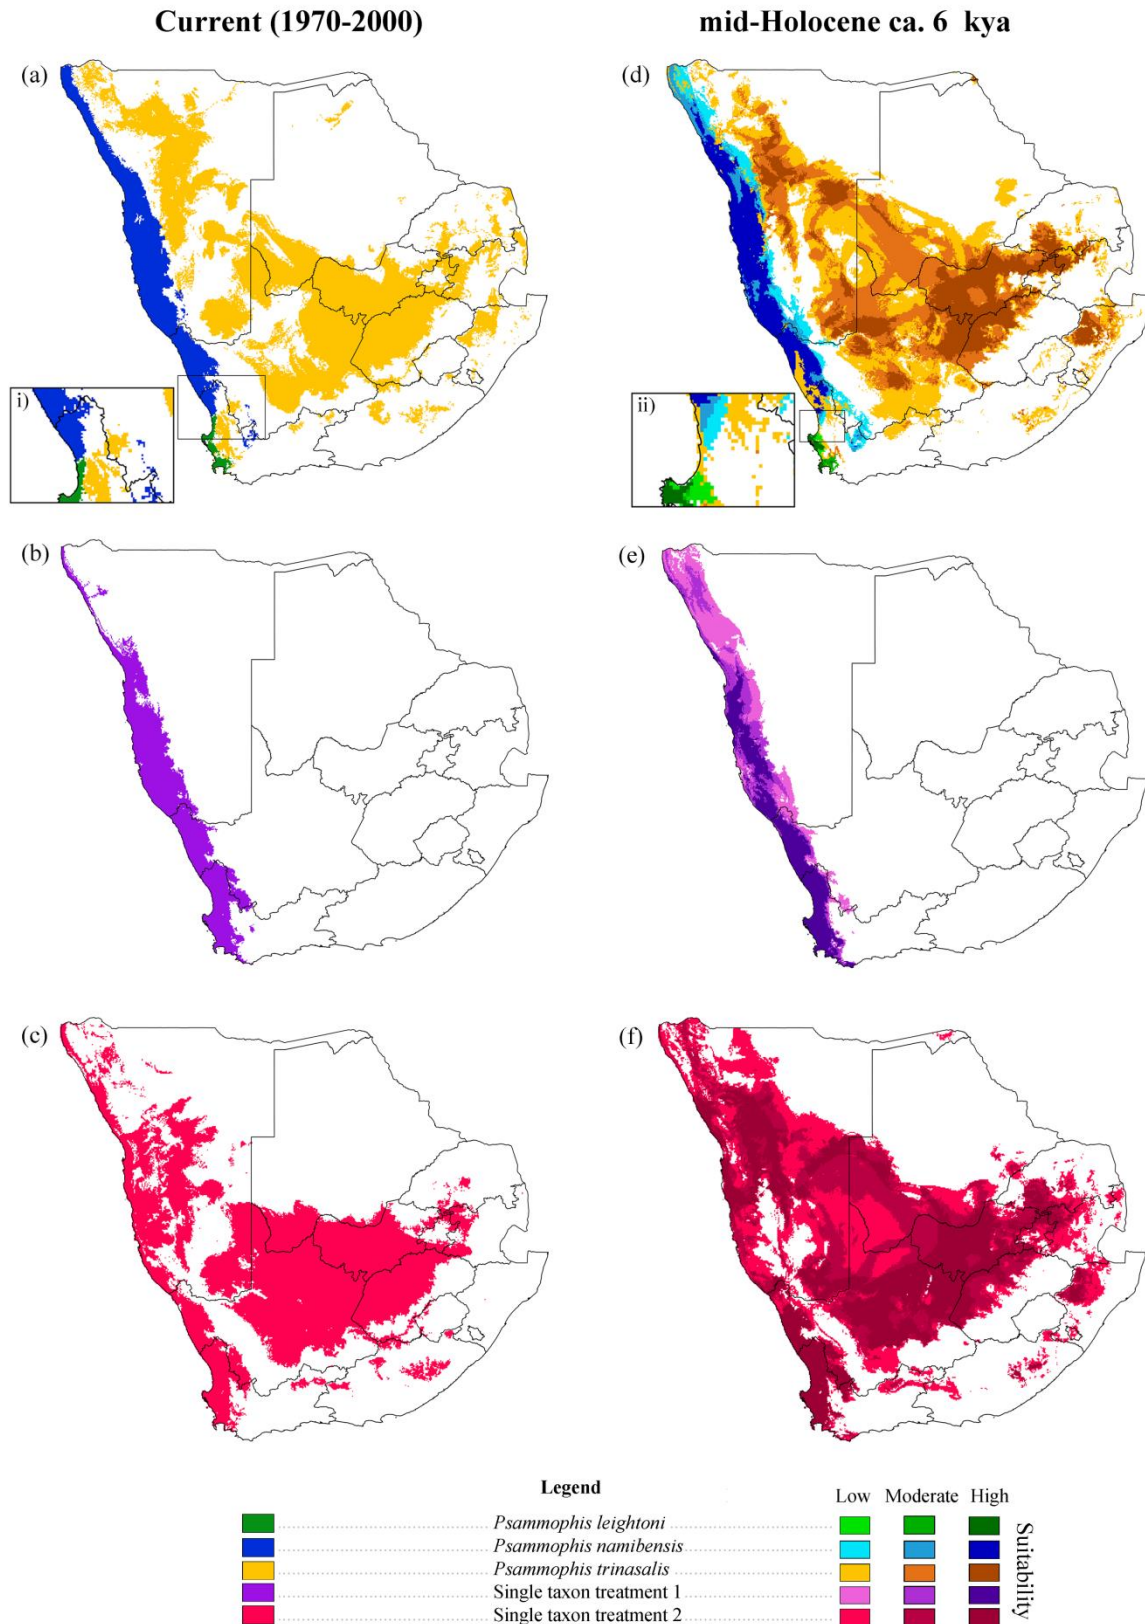 Current (1970-2000)
mid-Holocene ca. 6 kya
(a)
(d)
i)
ii)
(b)
(e)
(c)
(f)
Legend
Low Moderate High
Psammophis leightoni
Psammophis namibensis
Psammophis trinasalis
Single taxon treatment 1
Single taxon treatment 2
Suitability